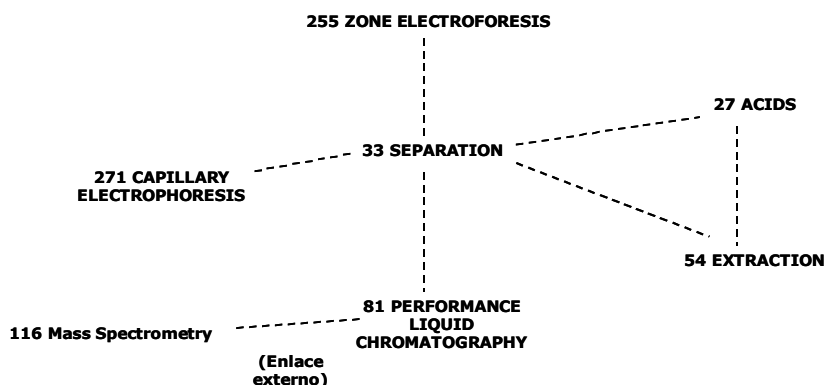 255 ZONE ELECTROFORESIS
27 ACIDS
33 SEPARATION
271 CAPILLARY
ELECTROPHORESIS
54 EXTRACTION
81 PERFORMANCE
LIQUID
CHROMATOGRAPHY
116 Mass Spectrometry
(Enlace
externo)